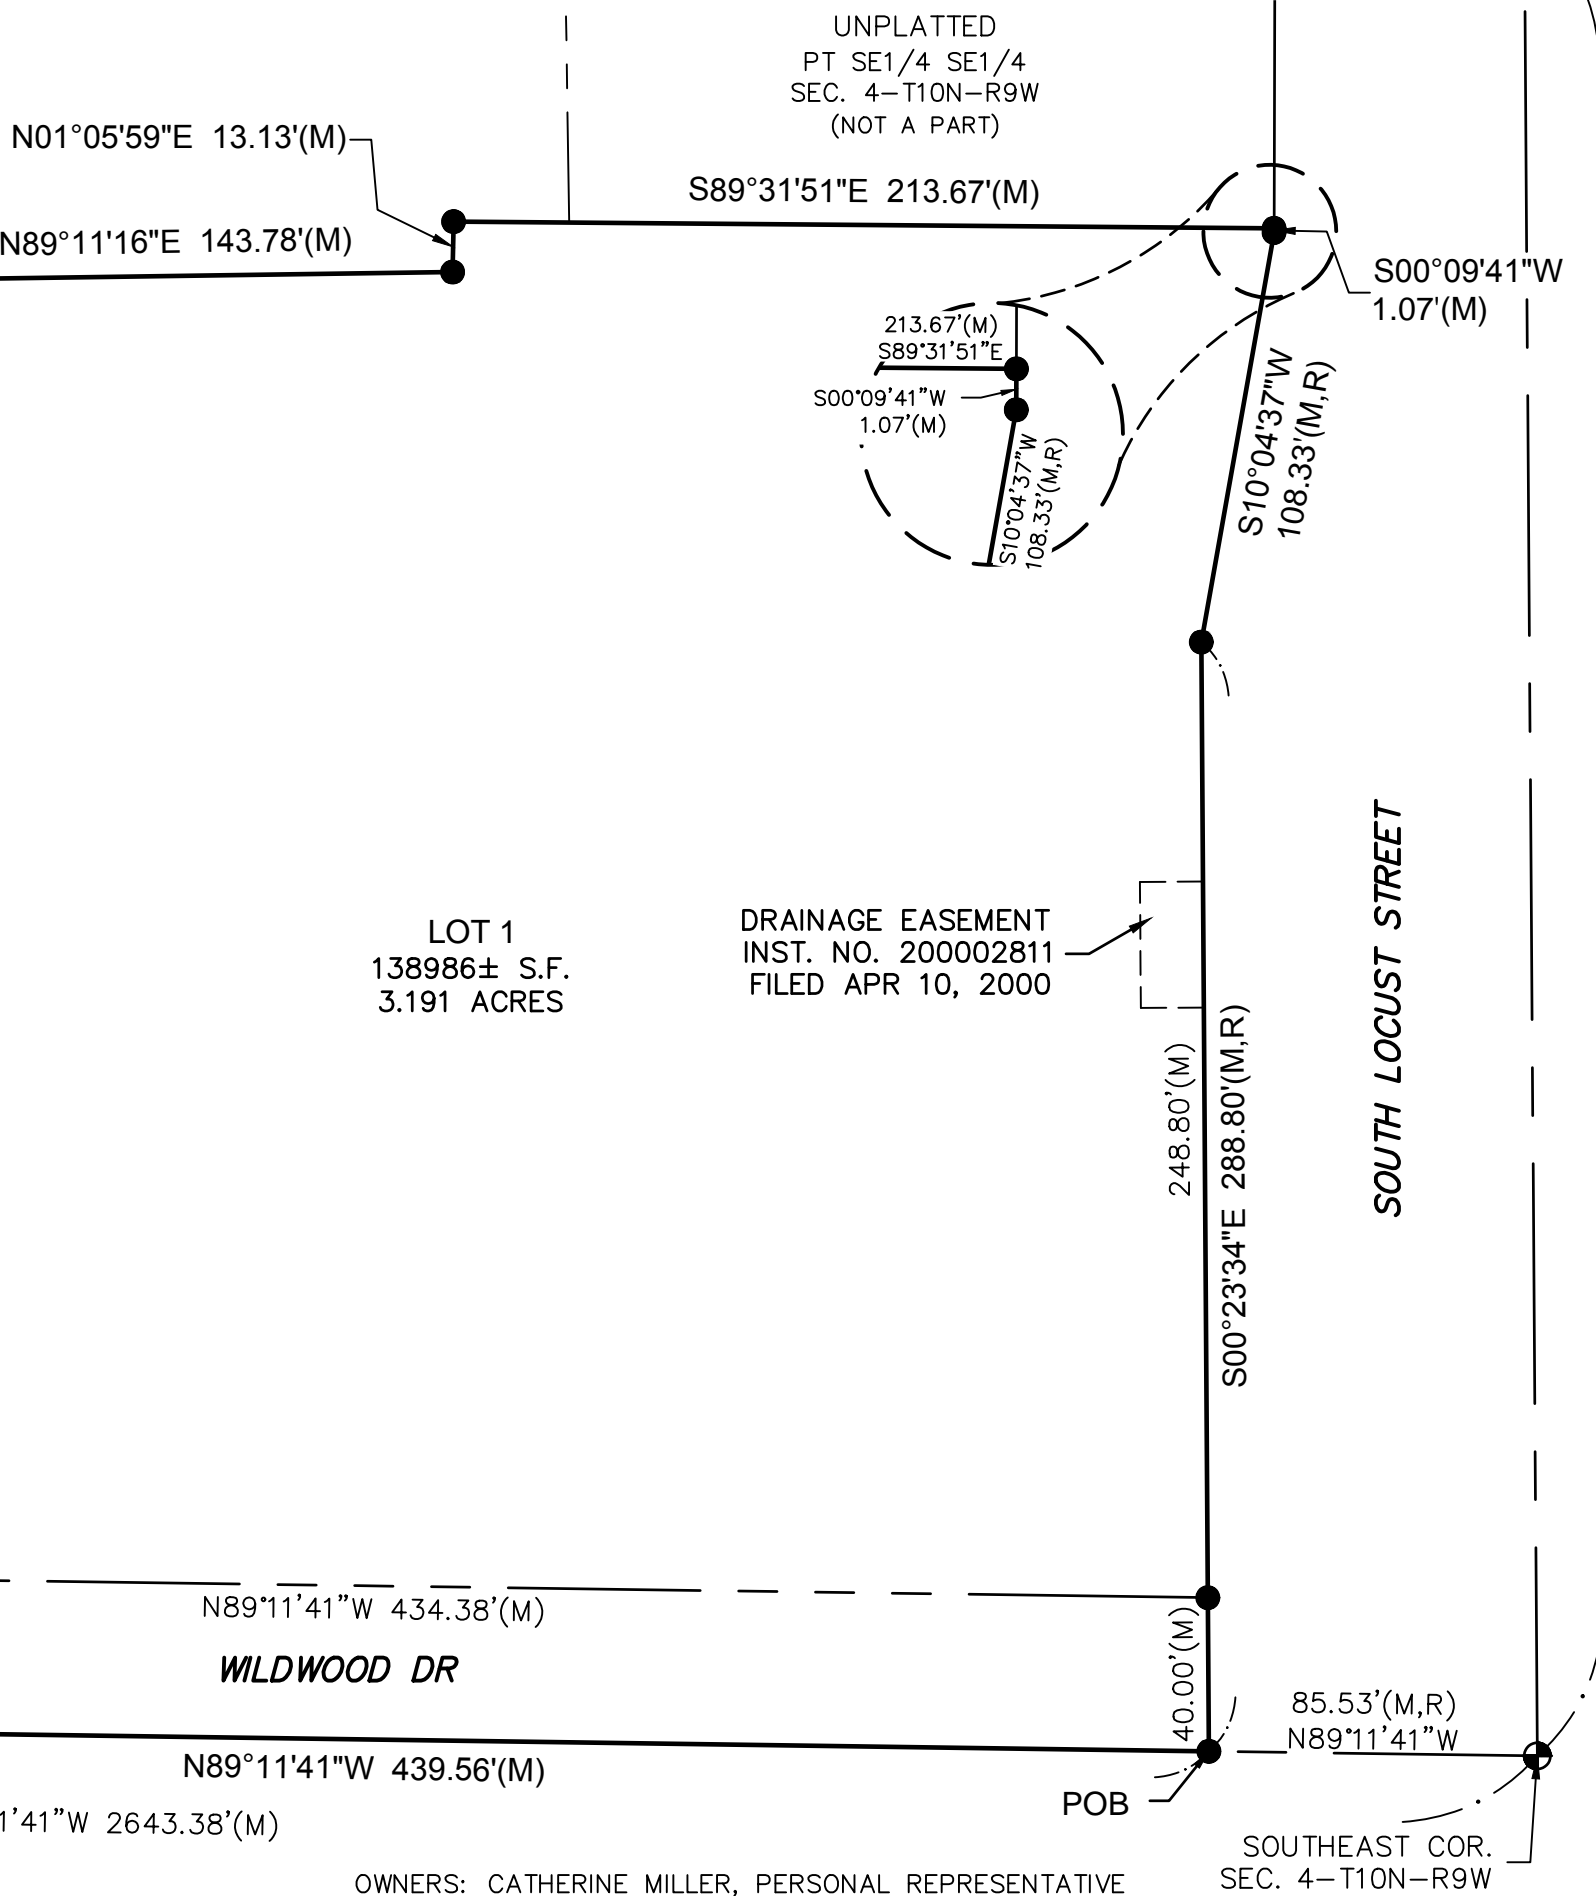 UNPLATTED
PT SE1/4 SE1/4
SEC. 4-T10N-R9W
(NOT A PART)
N01°05'59"E 13.13'(M)
S89°31'51"E 213.67'(M)
N89°11'16"E 143.78'(M)
S00°09'41"W
1.07'(M)
213.67'(M)
S89°31'51"E
S00°09'41"W
1.07'(M)
S10°04'37"W
108.33'(M,R)
S10°04'37"W
108.33'(M,R)
LOT 1
138986± S.F.
3.191 ACRES
DRAINAGE EASEMENT
INST. NO. 200002811
FILED APR 10, 2000
SOUTH LOCUST STREET
248.80'(M)
S00°23'34"E 288.80'(M,R)
N89°11'41"W 434.38'(M)
WILDWOOD DR
40.00'(M)
85.53'(M,R)
N89°11'41"W
N89°11'41"W 439.56'(M)
POB
1'41"W 2643.38'(M)
SOUTHEAST COR.
SEC. 4-T10N-R9W
OWNERS: CATHERINE MILLER, PERSONAL REPRESENTATIVE